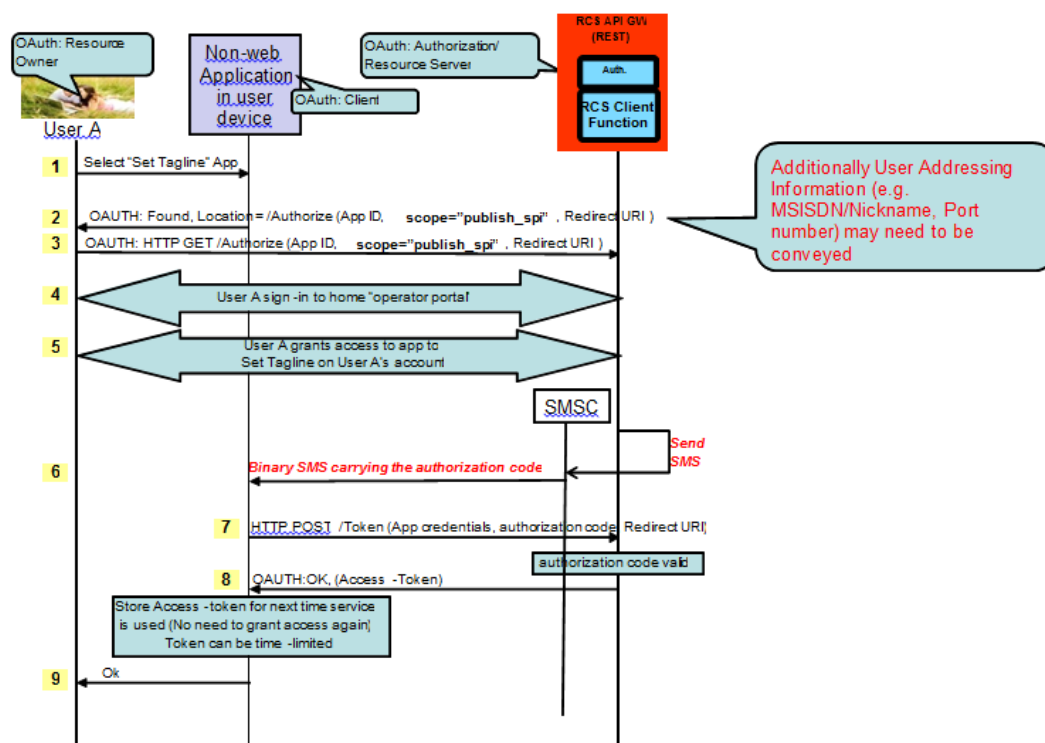 OAuth: Resource
Owner
User A
Non-web
Application
in user
device
OAuth: Client
OAuth: Authorization/
Resource Server
RCS API GW
(REST)
Auth.
RCS Client
Function
Additionally User Addressing
Information (e.g.
MSISDN/Nickname, Port
number) may need to be
conveyed
1 Select "Set Tagline" App
2 OAUTH: Found, Location= /Authorize (App ID, scope="publish_spi" , Redirect URI )
3 OAUTH: HTTP GET /Authorize (App ID, scope="publish_spi" , Redirect URI )
4 User A sign -in to home "operator portal"
5 User A grants access to app to
Set Tagline on User A's account
SMSC
Send
SMS
6 Binary SMS carrying the authorization code
7 HTTP POST /Token (App credentials, authorization code, Redirect URI)
authorization code valid
8 OAUTH:OK, (Access -Token)
Store Access -token for next time service
is used (No need to grant access again)
Token can be time -limited
9 Ok